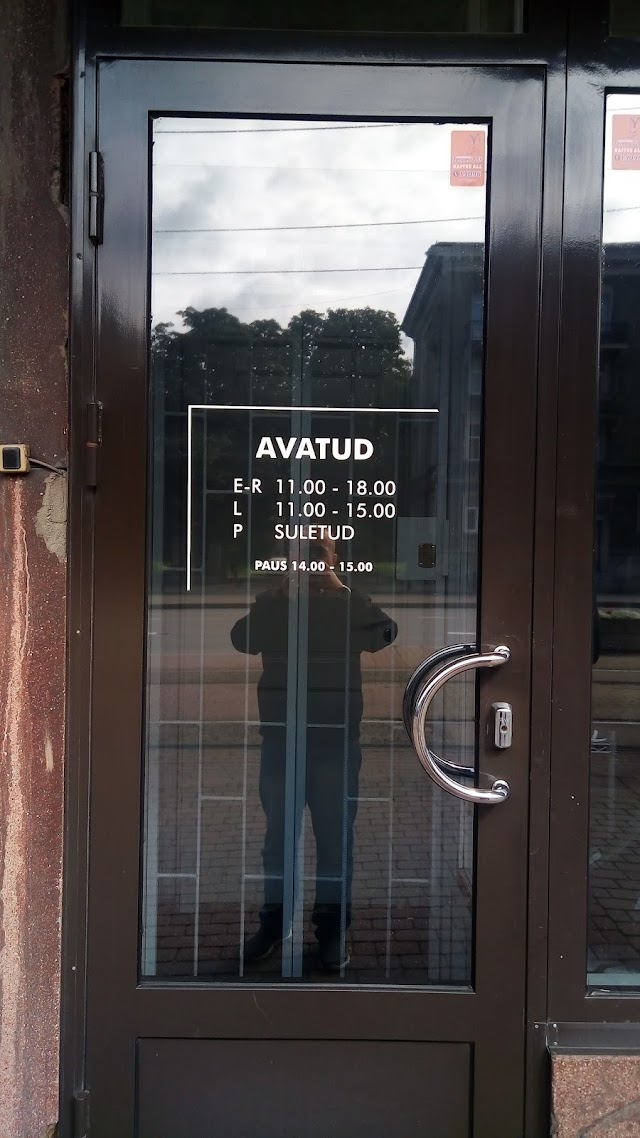 AVATUD
E-R 11.00 - 18.00
L 11.00 - 15.00
P SULETUD
PAUS 14.00 - 15.00